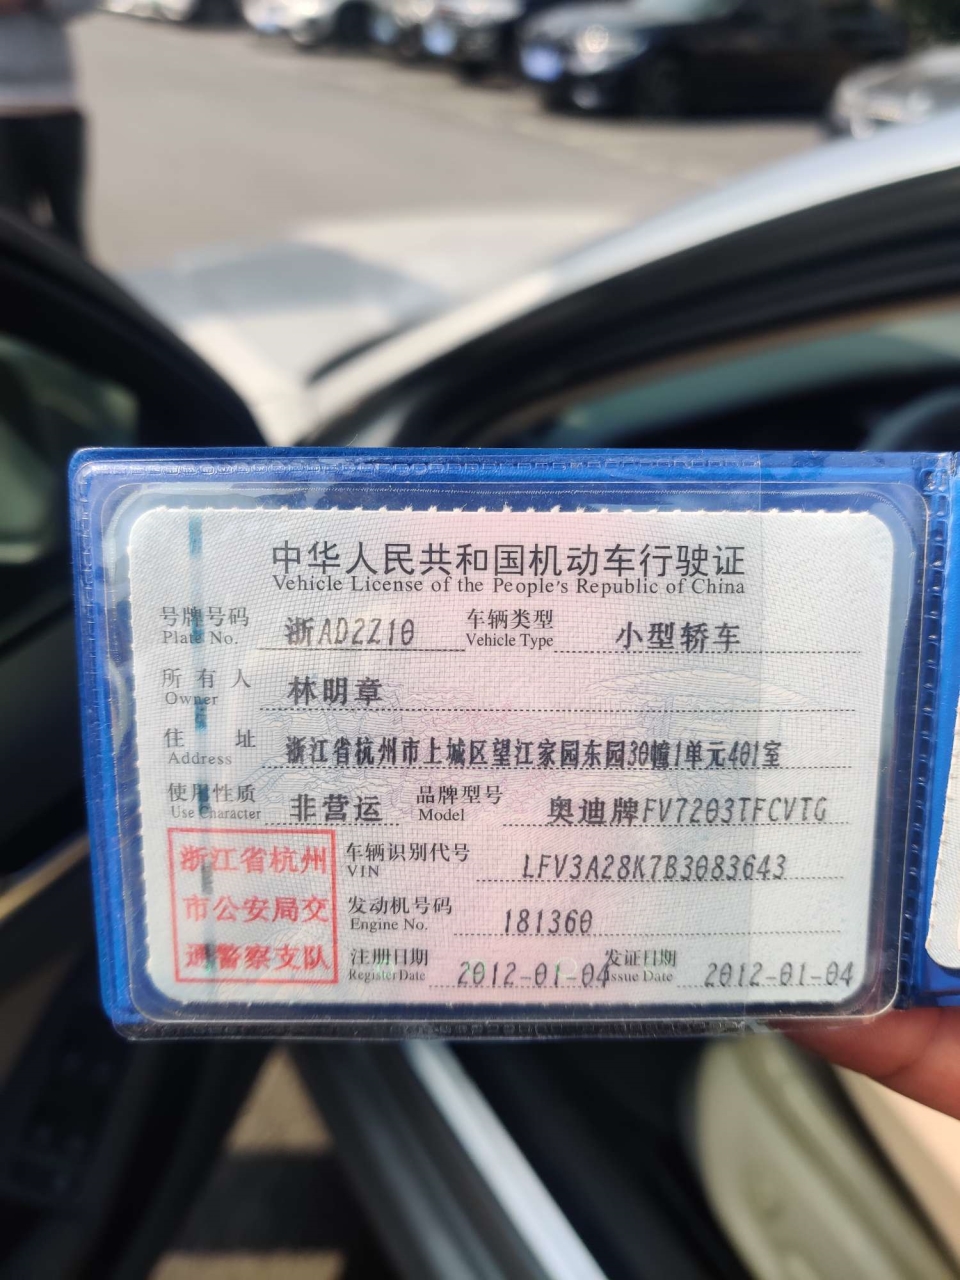 中华人民共和国机动车行驶证
Vehicle License of the People's Republic of China
号牌号码 浙AD2Z10 车辆类型 小型轿车
Plate No. Vehicle Type
所有人 林明章
Owner
住址 浙江省杭州市上城区望江家园东园30幢1单元401室
Address
使用性质 非营运 品牌型号 奥迪牌FV7203TFCVTG
Use Character Model
浙江省杭州 车辆识别代号 LFV3A28K7B3083643
VIN
市公安局交 发动机号码 181360
Engine No.
通警察支队 注册日期 2012-01-04 发证日期 2012-01-04
Register Date Issue Date